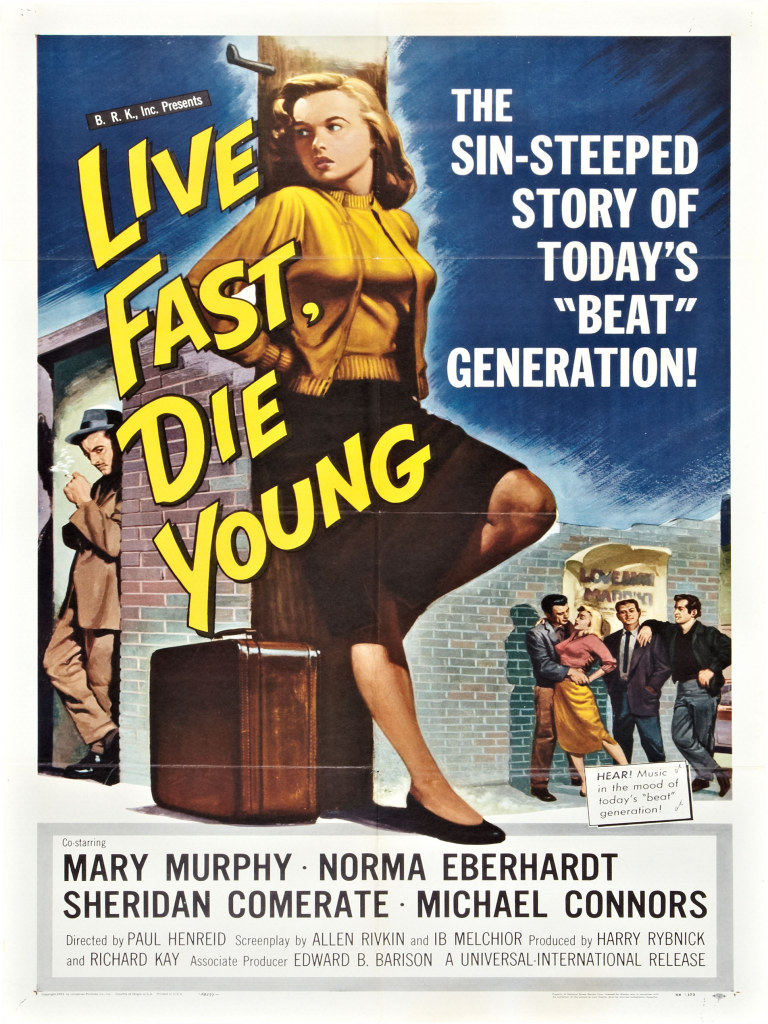 B. R. K., Inc. Presents
LIVE
FAST,
DIE
YOUNG
THE
SIN-STEEPED
STORY OF
TODAY'S
"BEAT"
GENERATION!
HEAR! Music
in the mood of
today's "beat"
generation!
Co-starring
MARY MURPHY · NORMA EBERHARDT
SHERIDAN COMERATE · MICHAEL CONNORS
Directed by PAUL HENREID Screenplay by ALLEN RIVKIN and IB MELCHIOR Produced by HARRY RYBNICK
and RICHARD KAY Associate Producer EDWARD B. BARISON A UNIVERSAL-INTERNATIONAL RELEASE